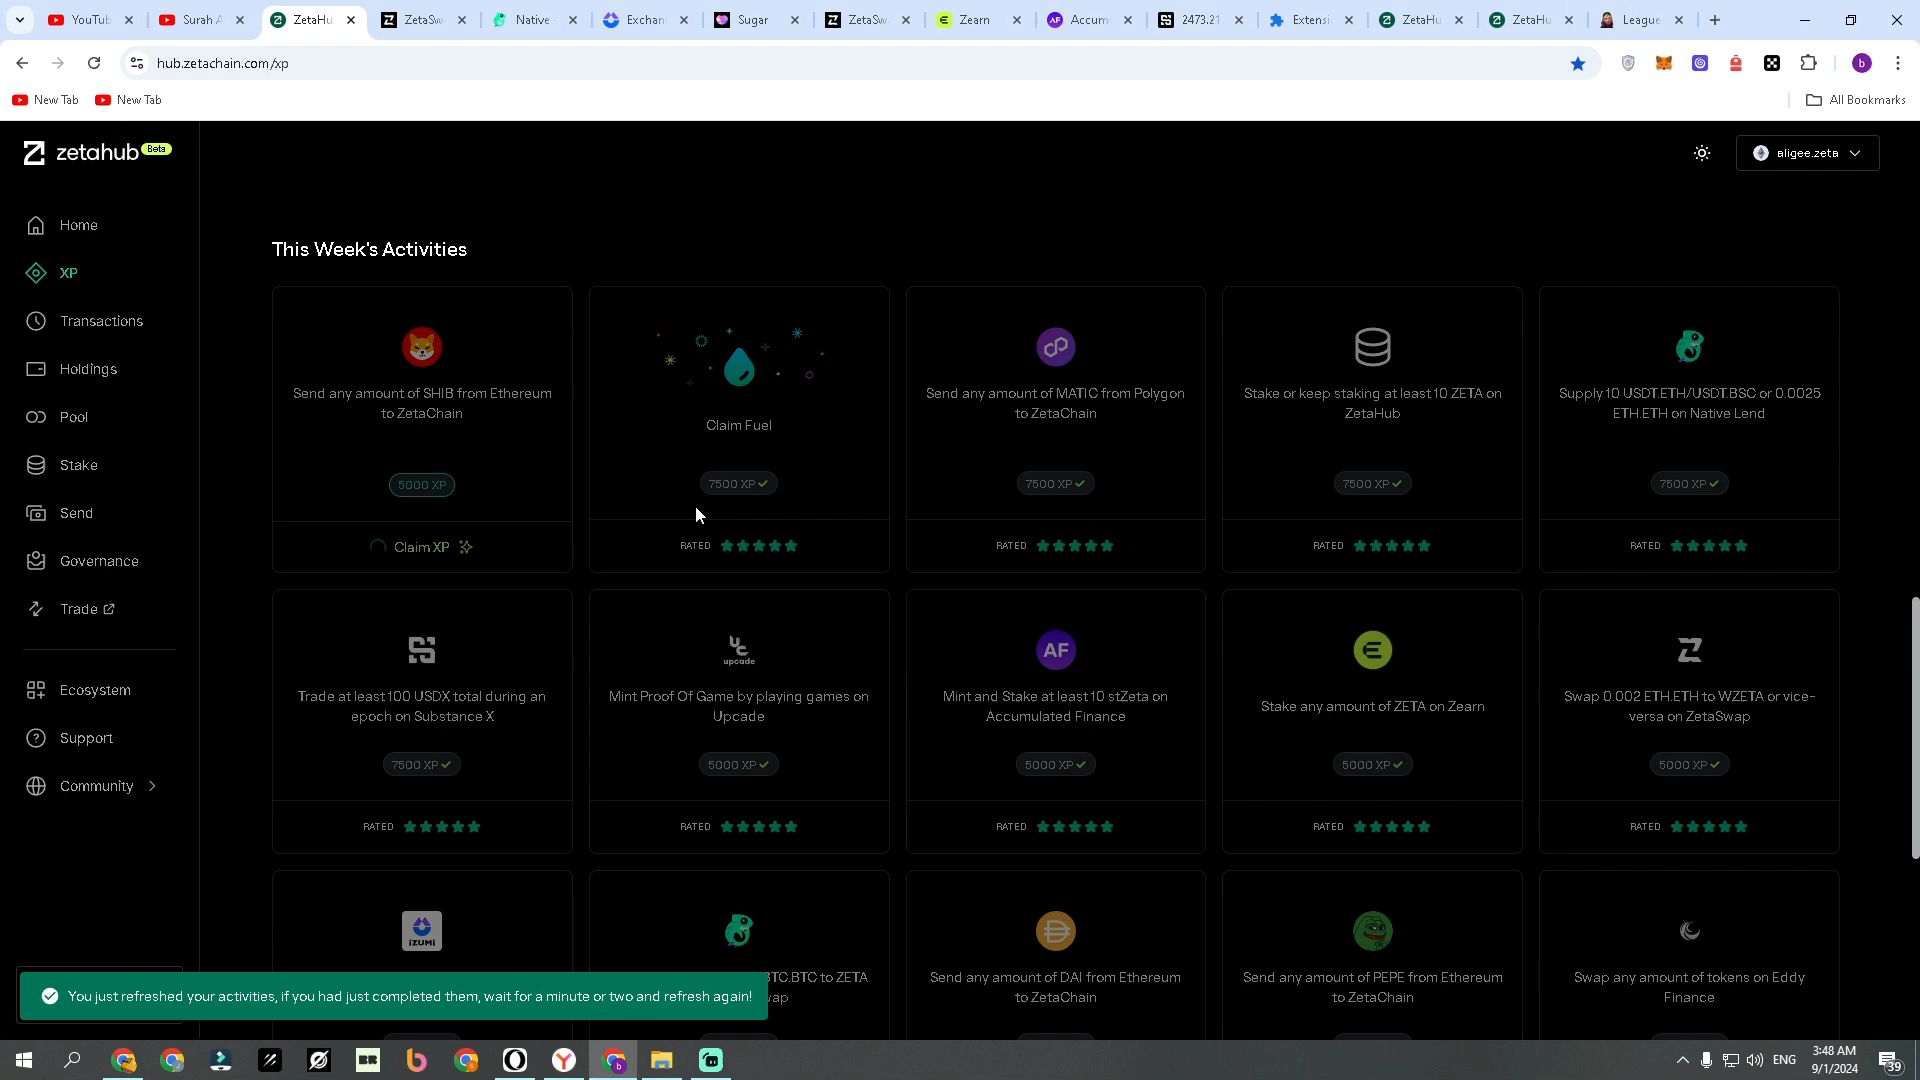 YouTub
Surah A
ZetaHu
ZetaSw
Native -
Exchan
Sugar
ZetaSw
Zearn
Accum
2473.21
Extensi
ZetaHu
ZetaHu
League
hub.zetachain.com/xp
b
New Tab
New Tab
All Bookmarks
zetahub Beta
aligee.zeta
Home
XP
Transactions
Holdings
Pool
Stake
Send
Governance
Trade
Ecosystem
Support
Community
This Week's Activities
Send any amount of SHIB from Ethereum
to ZetaChain
5000 XP
Claim XP
Claim Fuel
7500 XP
RATED
Send any amount of MATIC from Polygon
to ZetaChain
7500 XP
RATED
Stake or keep staking at least 10 ZETA on
ZetaHub
7500 XP
RATED
Supply 10 USDT.ETH/USDT.BSC or 0.0025
ETH.ETH on Native Lend
7500 XP
RATED
Trade at least 100 USDX total during an
epoch on Substance X
7500 XP
RATED
upcade
Mint Proof Of Game by playing games on
Upcade
5000 XP
RATED
AF
Mint and Stake at least 10 stZeta on
Accumulated Finance
5000 XP
RATED
Stake any amount of ZETA on Zearn
5000 XP
RATED
Swap 0.002 ETH.ETH to WZETA or vice-
versa on ZetaSwap
5000 XP
RATED
iZUMi
BTC.BTC to ZETA
wap
Send any amount of DAI from Ethereum
to ZetaChain
Send any amount of PEPE from Ethereum
to ZetaChain
Swap any amount of tokens on Eddy
Finance
You just refreshed your activities, if you had just completed them, wait for a minute or two and refresh again!
BR
ENG
3:48 AM
9/1/2024
39